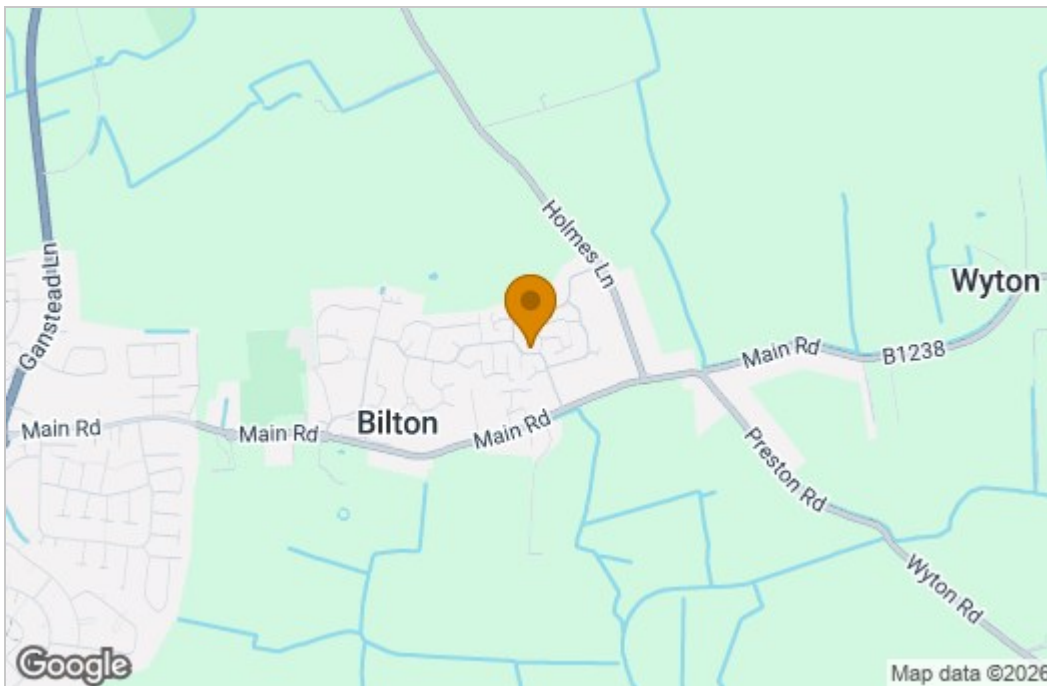 Holmes Ln
Ganstead Ln
Wyton
Main Rd
B1238
Main Rd
Bilton
Main Rd
Main Rd
Preston Rd
Wyton Rd
Google
Map data ©2026